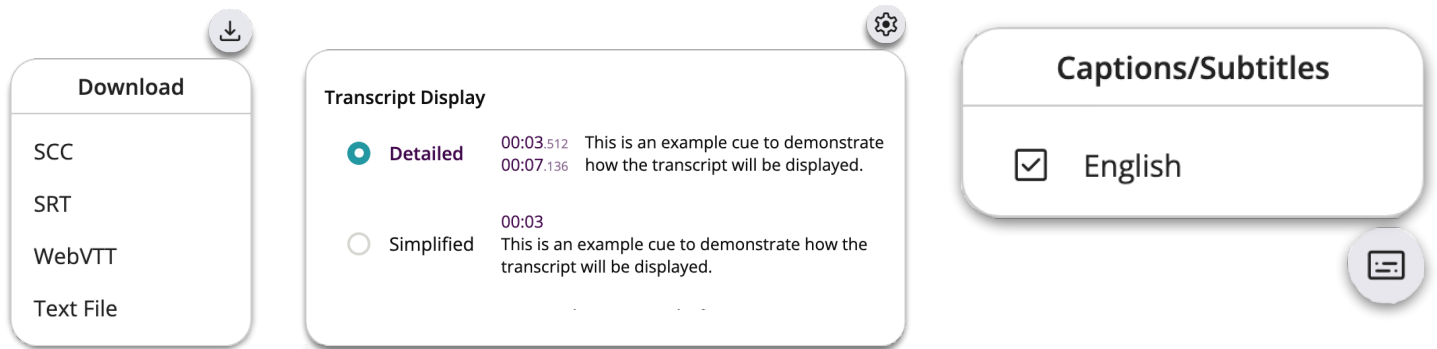 Download
SCC
SRT
WebVTT
Text File
Transcript Display
Detailed
00:03.512 This is an example cue to demonstrate
00:07.136 how the transcript will be displayed.
Simplified
00:03
This is an example cue to demonstrate how the
transcript will be displayed.
Captions/Subtitles
English